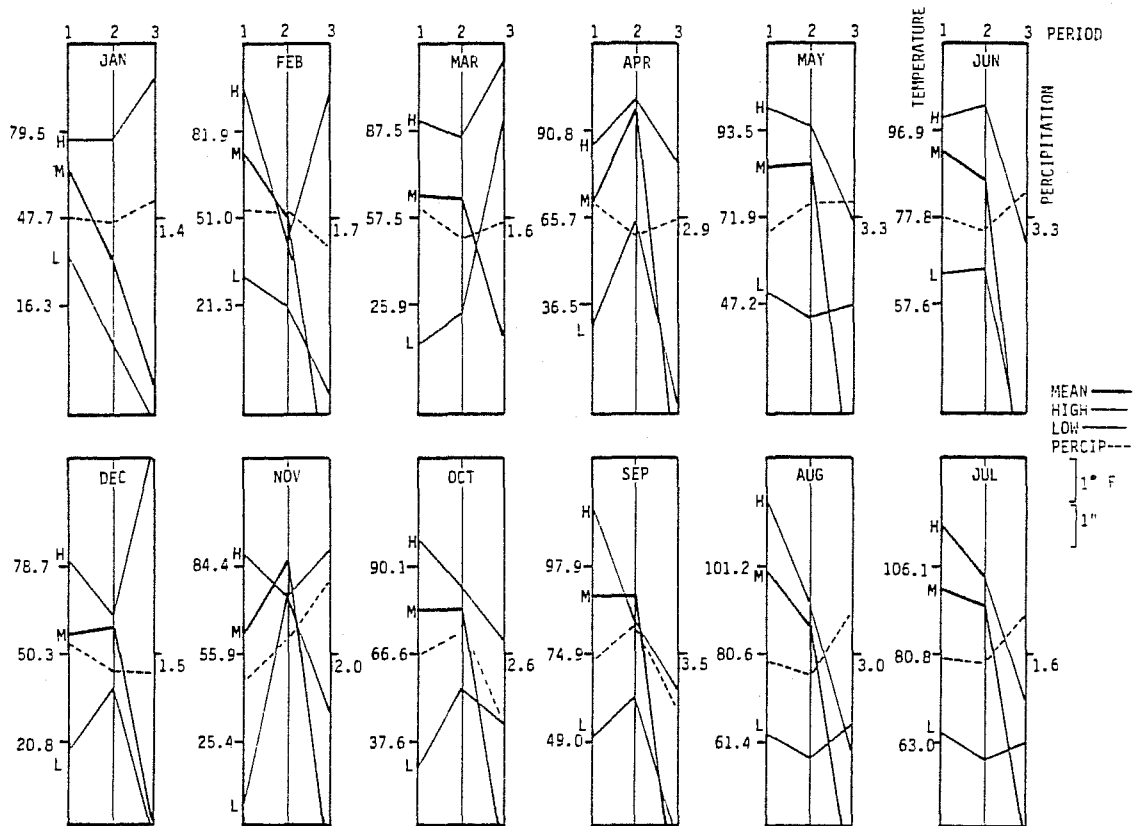 1 2 3 1 2 3 1 2 3 1 2 3 1 2 3 1 2 3 PERIOD
JAN FEB MAR APR MAY JUN
TEMPERATURE
PERCIPITATION
H H H H H H
79.5 81.9 87.5 90.8 93.5 96.9
M M M M M M
47.7 1.4 51.0 1.7 57.5 1.6 65.7 2.9 71.9 3.3 77.8 3.3
L L L L L L
16.3 21.3 25.9 36.5 47.2 57.6
MEAN
HIGH
LOW
PERCIP
1° F
1"
DEC NOV OCT SEP AUG JUL
H H H H H H
78.7 84.4 90.1 97.9 101.2 106.1
M M M M M M
50.3 1.5 55.9 2.0 66.6 2.6 74.9 3.5 80.6 3.0 80.8 1.6
L L L L L L
20.8 25.4 37.6 49.0 61.4 63.0